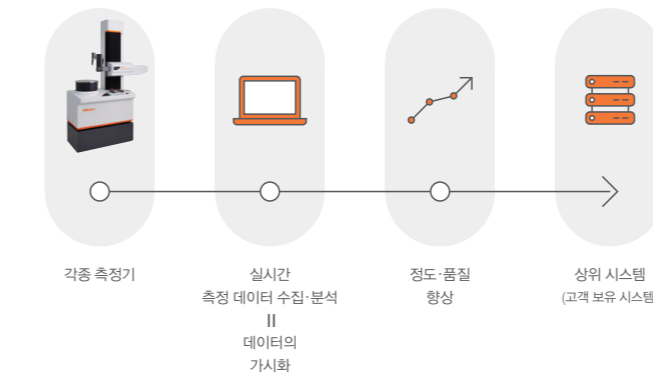 각종 측정기
실시간
측정 데이터 수집·분석
=
데이터의
가시화
정도·품질
향상
상위 시스템
(고객 보유 시스템